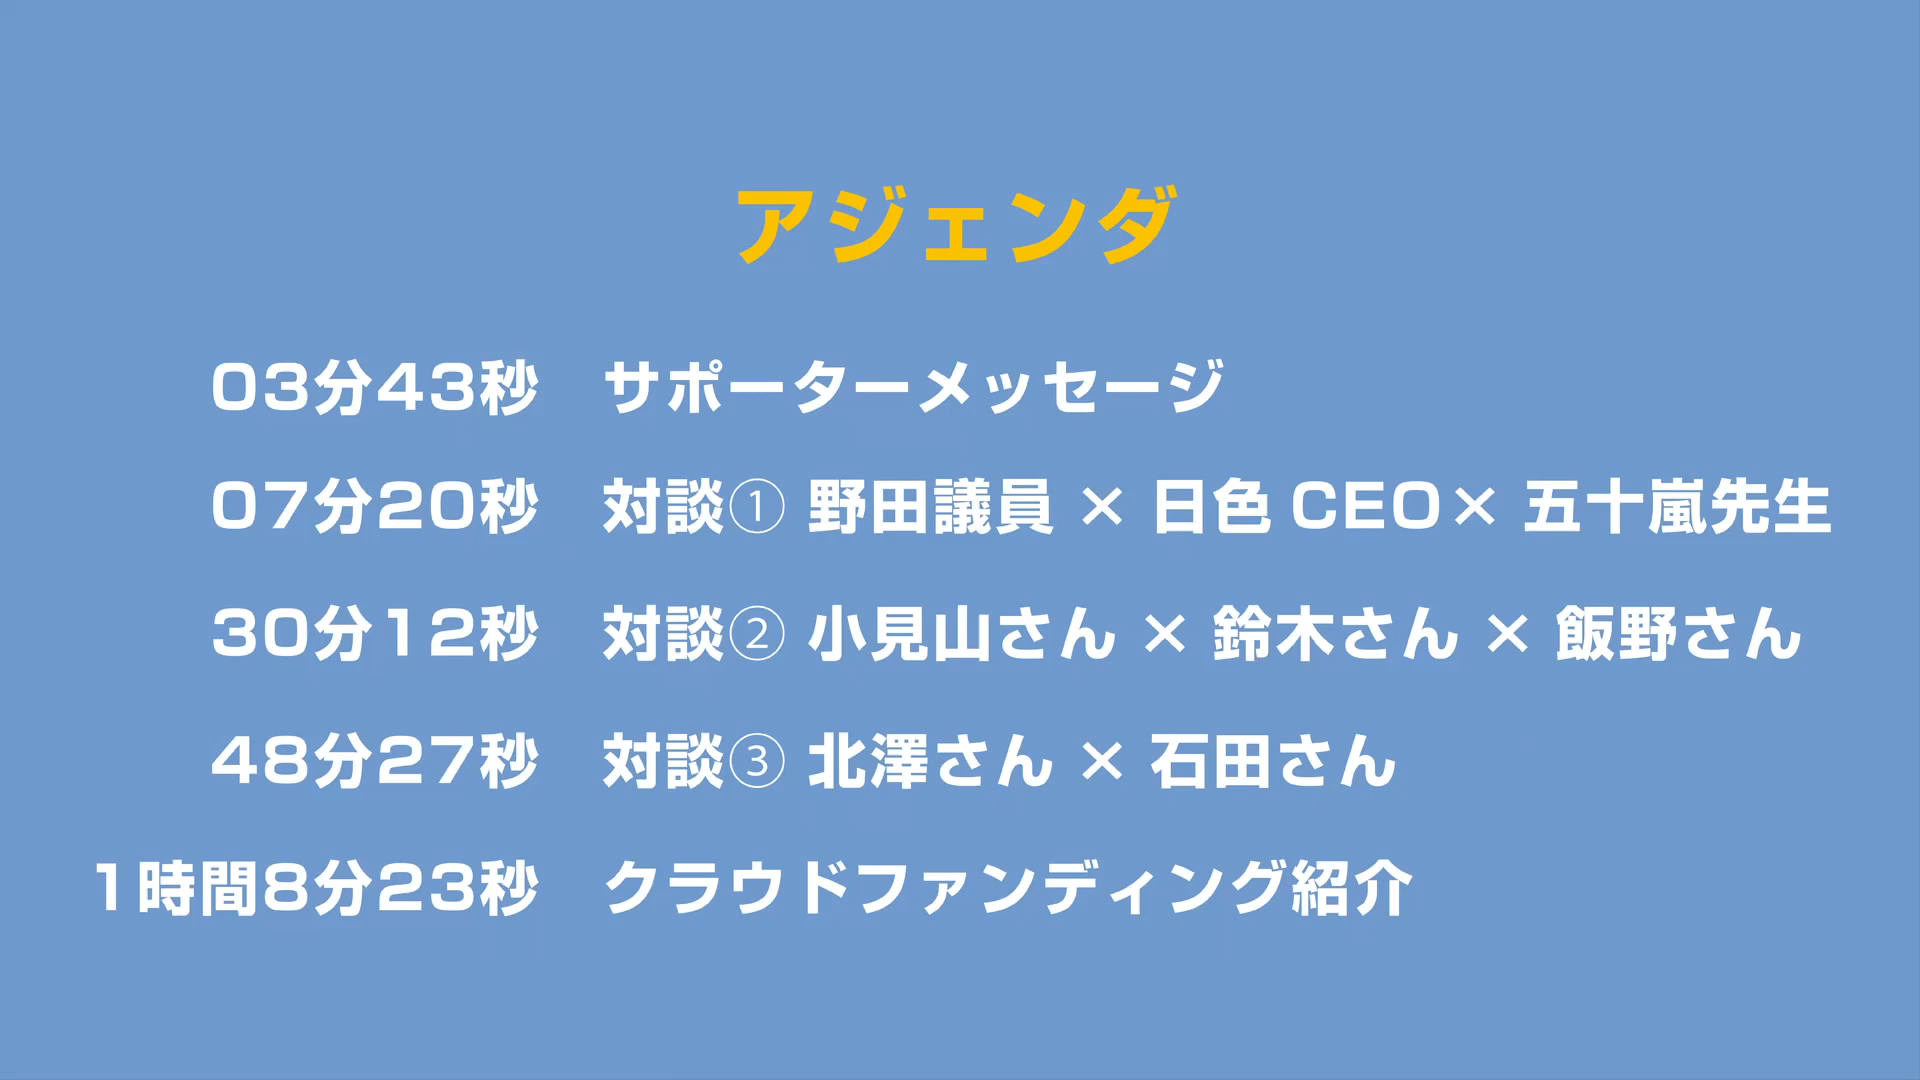 アジェンダ
03分43秒　サポーターメッセージ
07分20秒　対談① 野田議員 × 日色 CEO× 五十嵐先生
30分12秒　対談② 小見山さん × 鈴木さん × 飯野さん
48分27秒　対談③ 北澤さん × 石田さん
1時間8分23秒　クラウドファンディング紹介